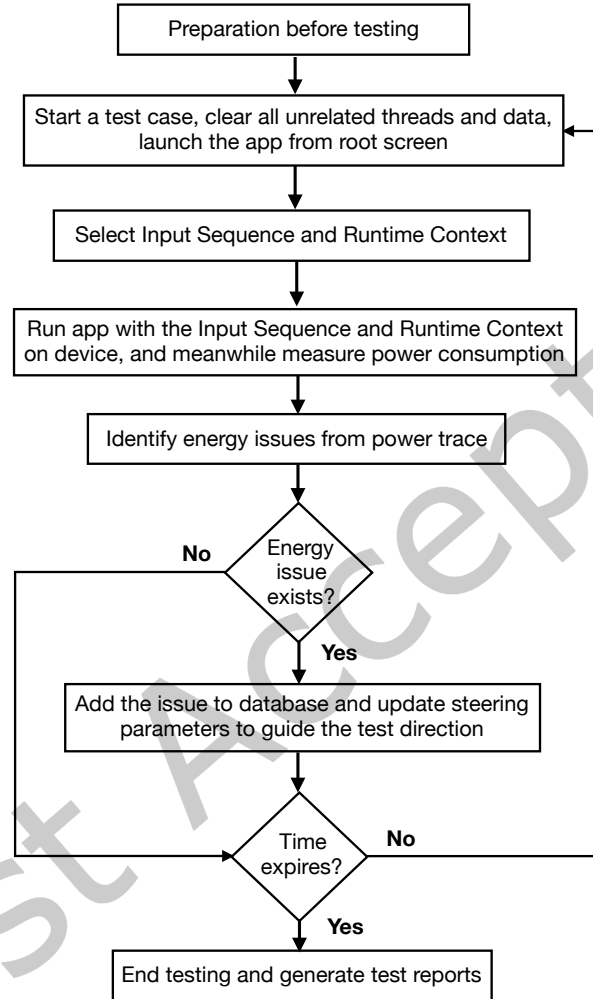 Preparation before testing
Start a test case, clear all unrelated threads and data,
launch the app from root screen
Select Input Sequence and Runtime Context
Run app with the Input Sequence and Runtime Context
on device, and meanwhile measure power consumption
Identify energy issues from power trace
Energy
issue
exists?
No
Yes
Add the issue to database and update steering
parameters to guide the test direction
Time
expires?
No
Yes
End testing and generate test reports
st Accept